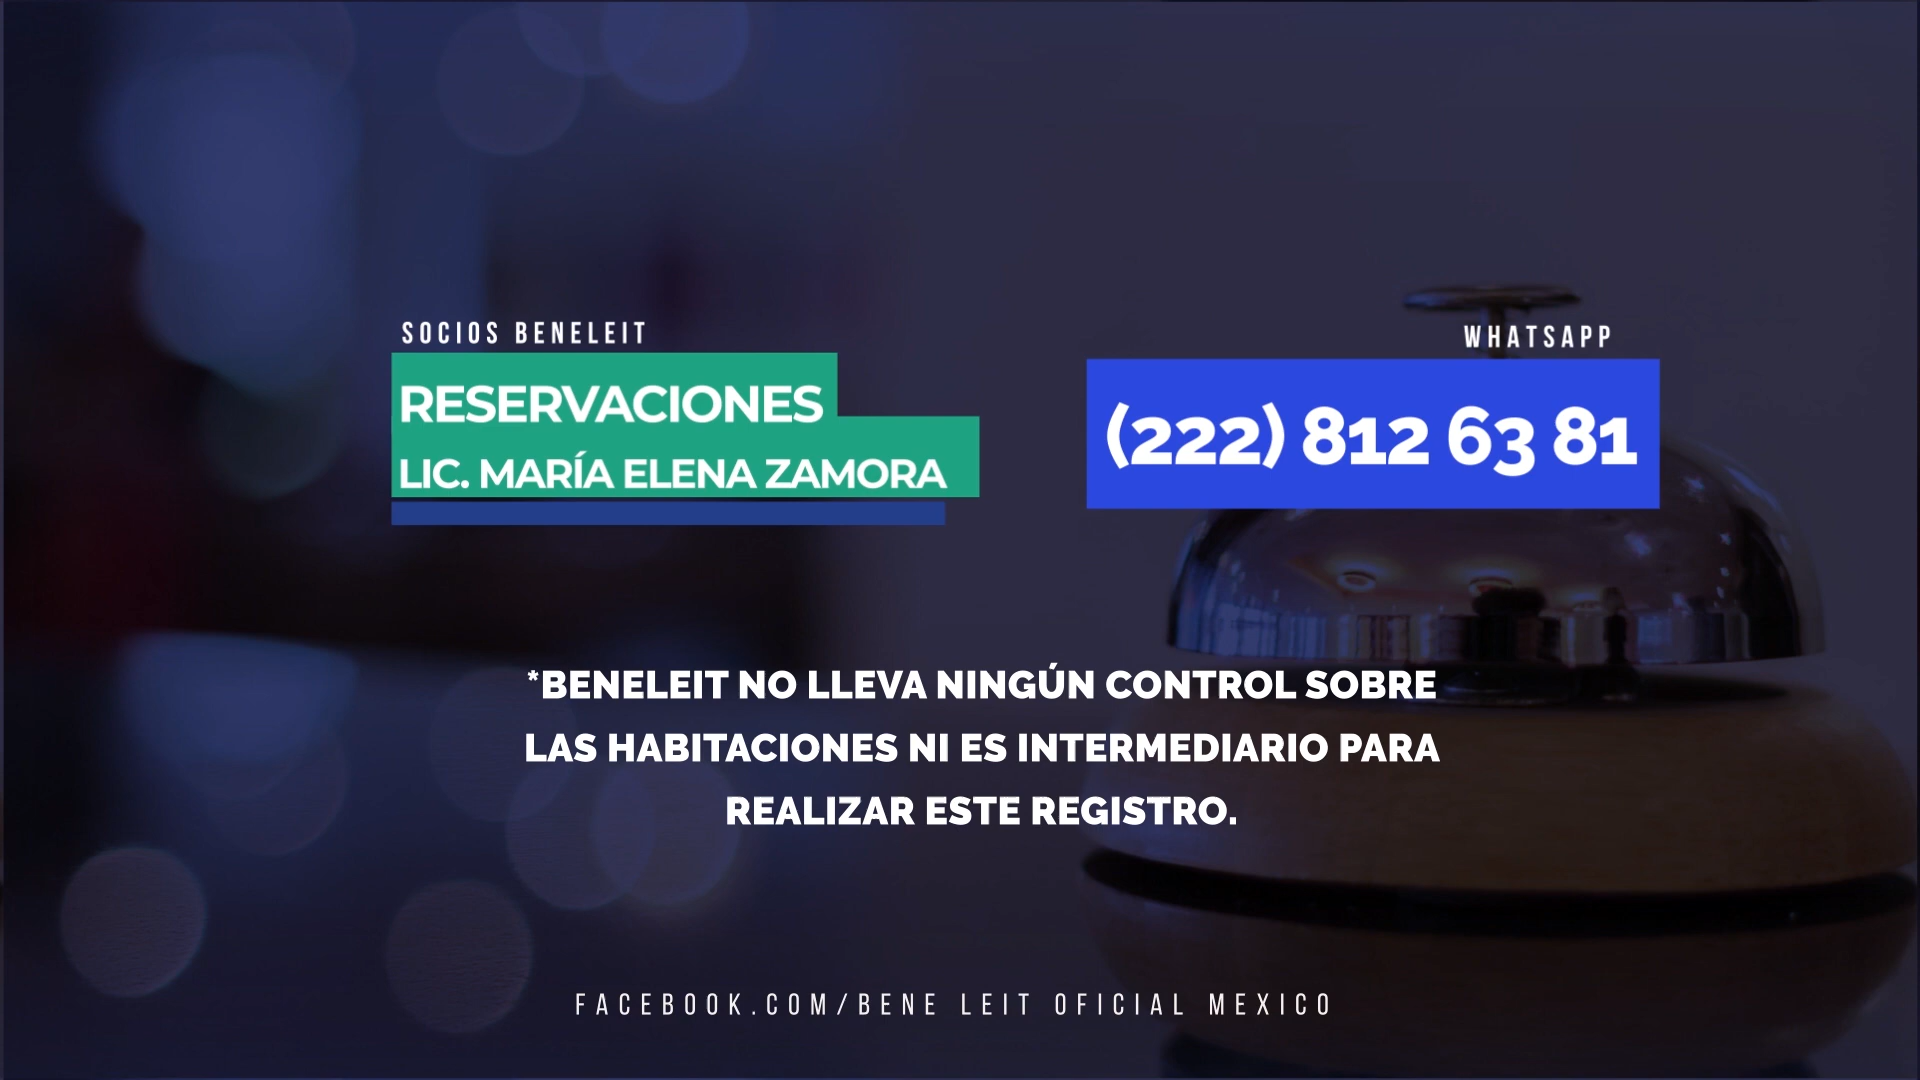 SOCIOS BENELEIT
RESERVACIONES
LIC. MARÍA ELENA ZAMORA
WHATSAPP
(222) 812 63 81
*BENELEIT NO LLEVA NINGÚN CONTROL SOBRE
LAS HABITACIONES NI ES INTERMEDIARIO PARA
REALIZAR ESTE REGISTRO.
FACEBOOK.COM/BENE LEIT OFICIAL MEXICO